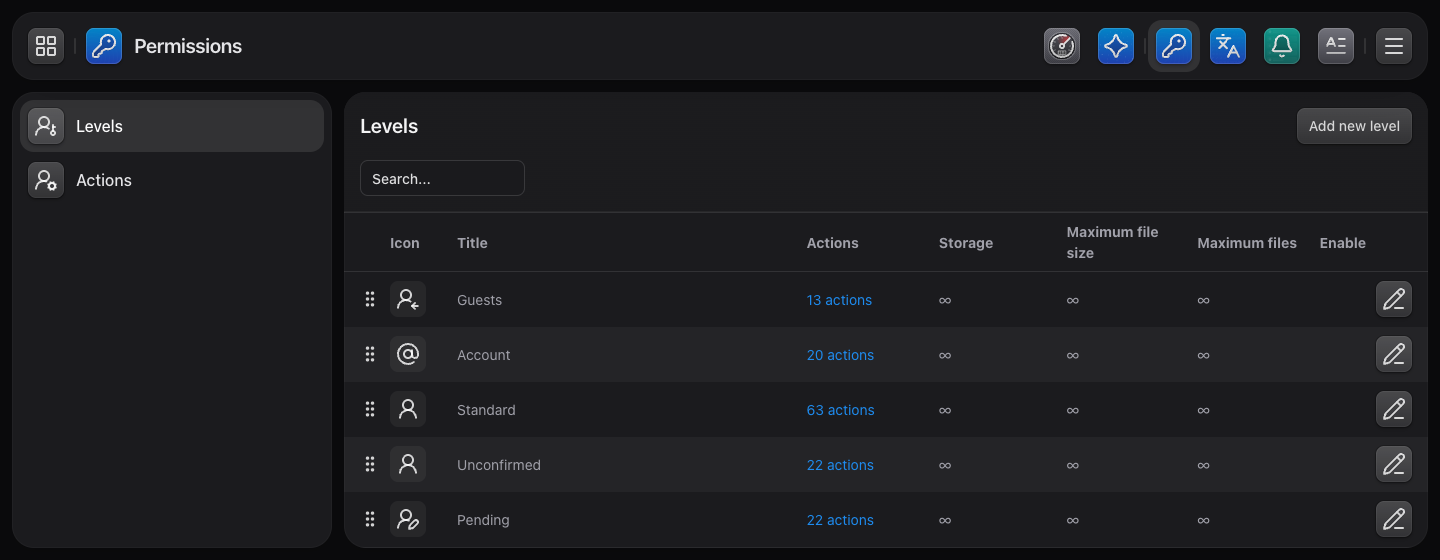 Permissions
Levels
Actions
Levels
Add new level
Search...
Icon Title Actions Storage Maximum file size Maximum files Enable
Guests 13 actions ∞ ∞ ∞
Account 20 actions ∞ ∞ ∞
Standard 63 actions ∞ ∞ ∞
Unconfirmed 22 actions ∞ ∞ ∞
Pending 22 actions ∞ ∞ ∞